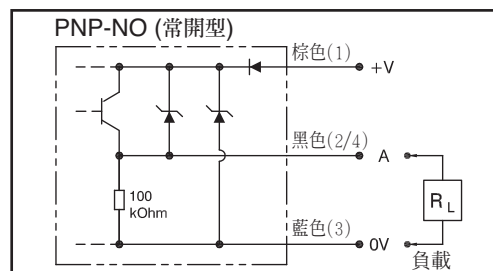 PNP-NO (常開型)
棕色(1)
+V
黑色(2/4)
A
100
kOhm
RL
藍色(3)
0V
負載